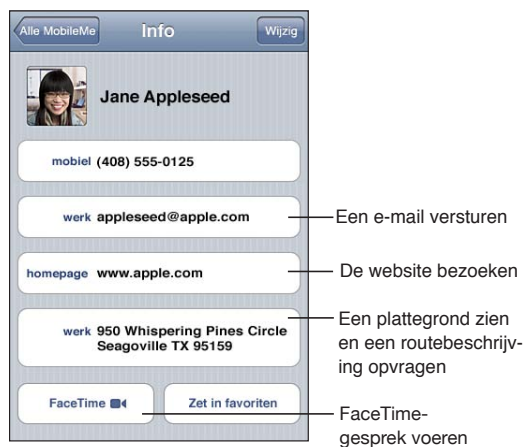 Alle MobileMe Info Wijzig
Jane Appleseed
mobiel (408) 555-0125
werk appleseed@apple.com
Een e-mail versturen
homepage www.apple.com
De website bezoeken
werk 950 Whispering Pines Circle
Seagoville TX 95159
Een plattegrond zien
en een routebeschrijv-
ing opvragen
FaceTime Zet in favoriten
FaceTime-
gesprek voeren